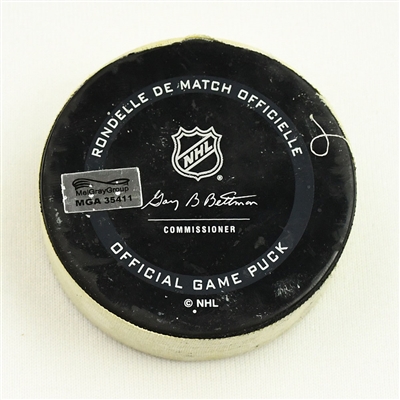 RONDELLE DE MATCH OFFICIELLE
NHL
MeiGrayGroup
MGA 35411
Gary B Bettman
COMMISSIONER
OFFICIAL GAME PUCK
© NHL